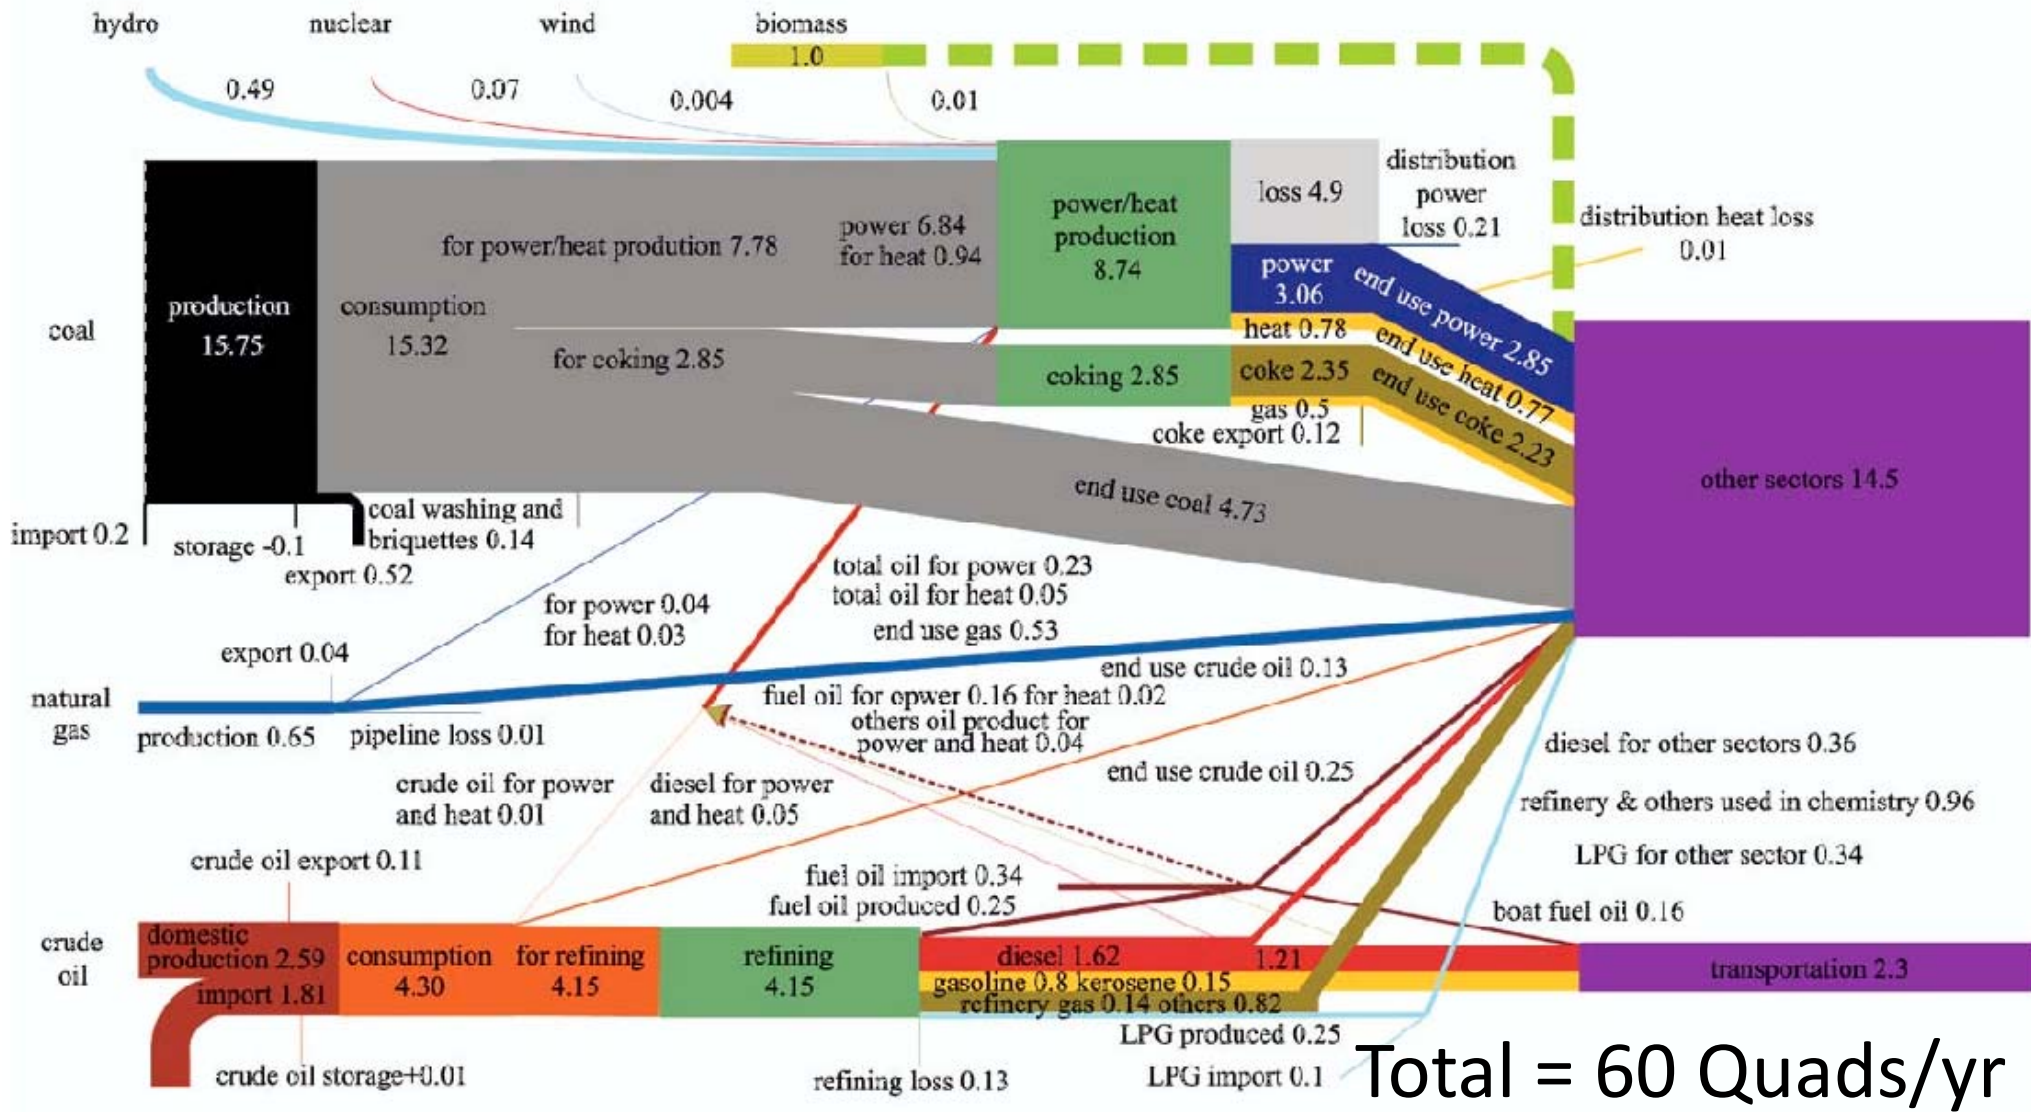 hydro
nuclear
wind
biomass
1.0
0.49
0.07
0.004
0.01
coal
production
15.75
consumption
15.32
for power/heat prodution 7.78
power 6.84
for heat 0.94
for coking 2.85
power/heat
production
8.74
loss 4.9
distribution
power
loss 0.21
distribution heat loss
0.01
power
3.06
end use power 2.85
heat 0.78
end use heat 0.77
coking 2.85
coke 2.35
end use coke 2.23
gas 0.5
coke export 0.12
end use coal 4.73
other sectors 14.5
import 0.2
storage -0.1
export 0.52
coal washing and
briquettes 0.14
for power 0.04
for heat 0.03
total oil for power 0.23
total oil for heat 0.05
end use gas 0.53
export 0.04
natural
gas
production 0.65
pipeline loss 0.01
end use crude oil 0.13
fuel oil for opwer 0.16 for heat 0.02
others oil product for
power and heat 0.04
crude oil for power
and heat 0.01
diesel for power
and heat 0.05
end use crude oil 0.25
diesel for other sectors 0.36
refinery & others used in chemistry 0.96
LPG for other sector 0.34
crude oil export 0.11
fuel oil import 0.34
fuel oil produced 0.25
boat fuel oil 0.16
crude
oil
domestic
production 2.59
import 1.81
consumption
4.30
for refining
4.15
refining
4.15
diesel 1.62
1.21
gasoline 0.8 kerosene 0.15
refinery gas 0.14 others 0.82
transportation 2.3
LPG produced 0.25
LPG import 0.1
crude oil storage+0.01
refining loss 0.13
Total = 60 Quads/yr